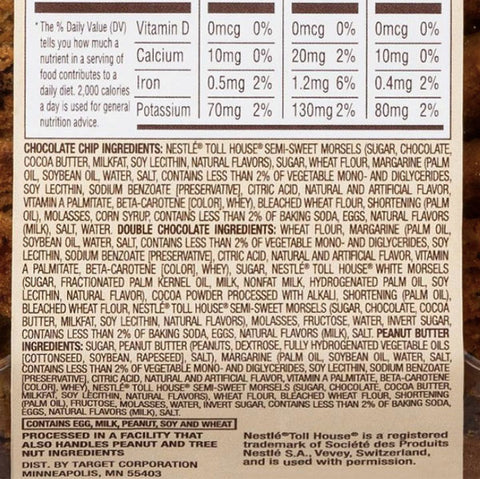 * The % Daily Value (DV)
tells you how much a
nutrient in a serving of
food contributes to a
daily diet. 2,000 calories
a day is used for general
nutrition advice.
Vitamin D 0mcg 0% 0mcg 0% 0mcg 0%
Calcium 10mg 0% 20mg 2% 10mg 0%
Iron 0.5mg 2% 1.2mg 6% 0.4mg 2%
Potassium 70mg 2% 130mg 2% 80mg 2%
CHOCOLATE CHIP INGREDIENTS: NESTLÉ® TOLL HOUSE® SEMI-SWEET MORSELS (SUGAR, CHOCOLATE,
COCOA BUTTER, MILKFAT, SOY LECITHIN, NATURAL FLAVORS), SUGAR, WHEAT FLOUR, MARGARINE (PALM
OIL, SOYBEAN OIL, WATER, SALT, CONTAINS LESS THAN 2% OF VEGETABLE MONO- AND DIGLYCERIDES,
SOY LECITHIN, SODIUM BENZOATE [PRESERVATIVE], CITRIC ACID, NATURAL AND ARTIFICIAL FLAVOR,
VITAMIN A PALMITATE, BETA-CAROTENE [COLOR], WHEY), BLEACHED WHEAT FLOUR, SHORTENING (PALM
OIL), MOLASSES, CORN SYRUP, CONTAINS LESS THAN 2% OF BAKING SODA, EGGS, NATURAL FLAVORS
(MILK), SALT, WATER. DOUBLE CHOCOLATE INGREDIENTS: WHEAT FLOUR, MARGARINE (PALM OIL,
SOYBEAN OIL, WATER, SALT, CONTAINS LESS THAN 2% OF VEGETABLE MONO- AND DIGLYCERIDES, SOY
LECITHIN, SODIUM BENZOATE [PRESERVATIVE], CITRIC ACID, NATURAL AND ARTIFICIAL FLAVOR, VITAMIN
A PALMITATE, BETA-CAROTENE [COLOR], WHEY), SUGAR, NESTLÉ® TOLL HOUSE® WHITE MORSELS
(SUGAR, FRACTIONATED PALM KERNEL OIL, MILK, NONFAT MILK, HYDROGENATED PALM OIL, SOY
LECITHIN, NATURAL FLAVOR), COCOA POWDER PROCESSED WITH ALKALI, SHORTENING (PALM OIL),
BLEACHED WHEAT FLOUR, NESTLÉ® TOLL HOUSE® SEMI-SWEET MORSELS (SUGAR, CHOCOLATE, COCOA
BUTTER, MILKFAT, SOY LECITHIN, NATURAL FLAVORS), MOLASSES, FRUCTOSE, WATER, INVERT SUGAR,
CONTAINS LESS THAN 2% OF BAKING SODA, EGGS, NATURAL FLAVORS (MILK), SALT. PEANUT BUTTER
INGREDIENTS: SUGAR, PEANUT BUTTER (PEANUTS, DEXTROSE, FULLY HYDROGENATED VEGETABLE OILS
[COTTONSEED, SOYBEAN, RAPESEED], SALT), MARGARINE (PALM OIL, SOYBEAN OIL, WATER, SALT,
CONTAINS LESS THAN 2% OF VEGETABLE MONO- AND DIGLYCERIDES, SOY LECITHIN, SODIUM BENZOATE
[PRESERVATIVE], CITRIC ACID, NATURAL AND ARTIFICIAL FLAVOR, VITAMIN A PALMITATE, BETA-CAROTENE
[COLOR], WHEY), NESTLÉ® TOLL HOUSE® SEMI-SWEET MORSELS (SUGAR, CHOCOLATE, COCOA BUTTER,
MILKFAT, SOY LECITHIN, NATURAL FLAVORS), WHEAT FLOUR, BLEACHED WHEAT FLOUR, SHORTENING
(PALM OIL), FRUCTOSE, MOLASSES, WATER, INVERT SUGAR, CONTAINS LESS THAN 2% OF BAKING SODA,
EGGS, NATURAL FLAVORS (MILK), SALT.
CONTAINS EGG, MILK, PEANUT, SOY AND WHEAT
PROCESSED IN A FACILITY THAT
ALSO HANDLES PEANUT AND TREE
NUT INGREDIENTS
DIST. BY TARGET CORPORATION
MINNEAPOLIS, MN 55403
Nestlé® Toll House® is a registered
trademark of Société des Produits
Nestlé S.A., Vevey, Switzerland,
and is used with permission.